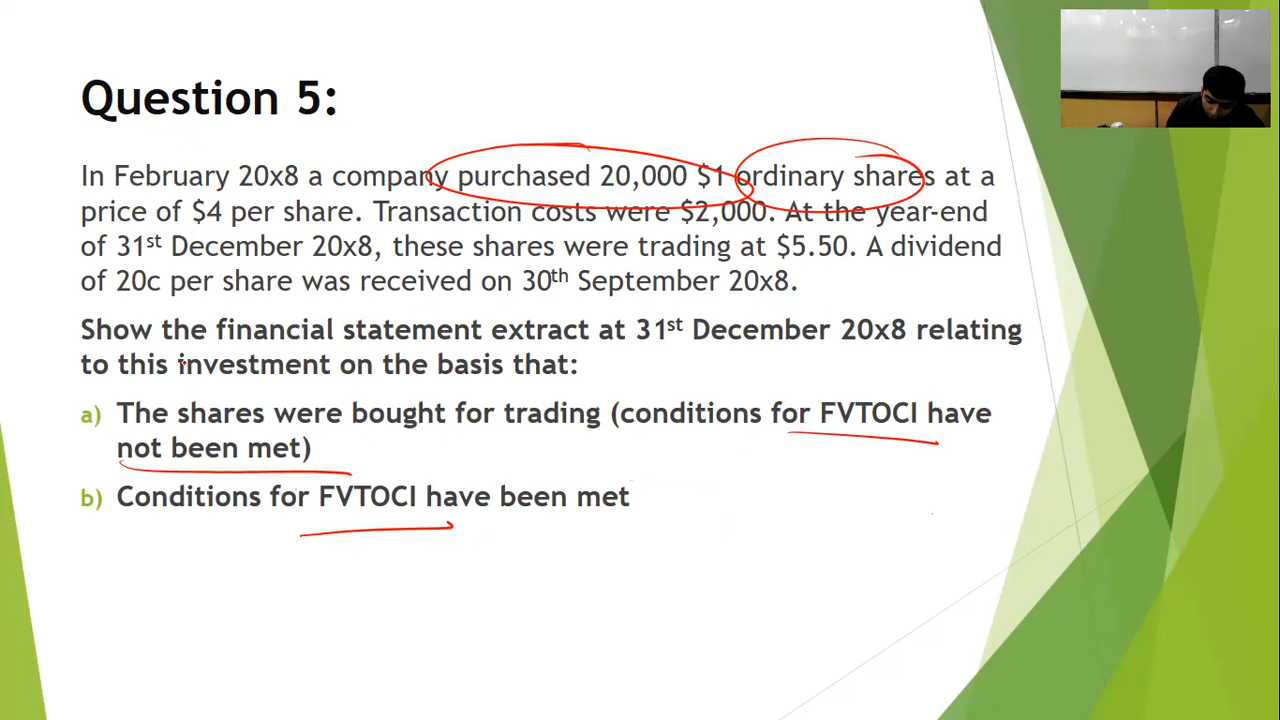 Question 5:
In February 20x8 a company purchased 20,000 $1 ordinary shares at a
price of $4 per share. Transaction costs were $2,000. At the year-end
of 31st December 20x8, these shares were trading at $5.50. A dividend
of 20c per share was received on 30th September 20x8.
Show the financial statement extract at 31st December 20x8 relating
to this investment on the basis that:
a) The shares were bought for trading (conditions for FVTOCI have
not been met)
b) Conditions for FVTOCI have been met